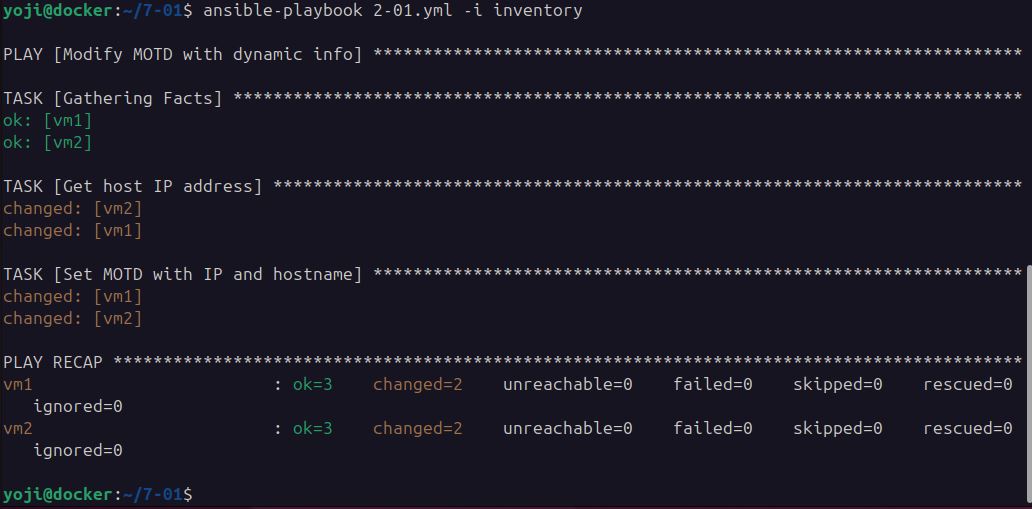 yoji@docker:~/7-01$ ansible-playbook 2-01.yml -i inventory
PLAY [Modify MOTD with dynamic info] *****************************************************************
TASK [Gathering Facts] *******************************************************************************
ok: [vm1]
ok: [vm2]
TASK [Get host IP address] ***************************************************************************
changed: [vm2]
changed: [vm1]
TASK [Set MOTD with IP and hostname] *****************************************************************
changed: [vm1]
changed: [vm2]
PLAY RECAP *******************************************************************************************
vm1                        : ok=3    changed=2    unreachable=0    failed=0    skipped=0    rescued=0
   ignored=0
vm2                        : ok=3    changed=2    unreachable=0    failed=0    skipped=0    rescued=0
   ignored=0
yoji@docker:~/7-01$